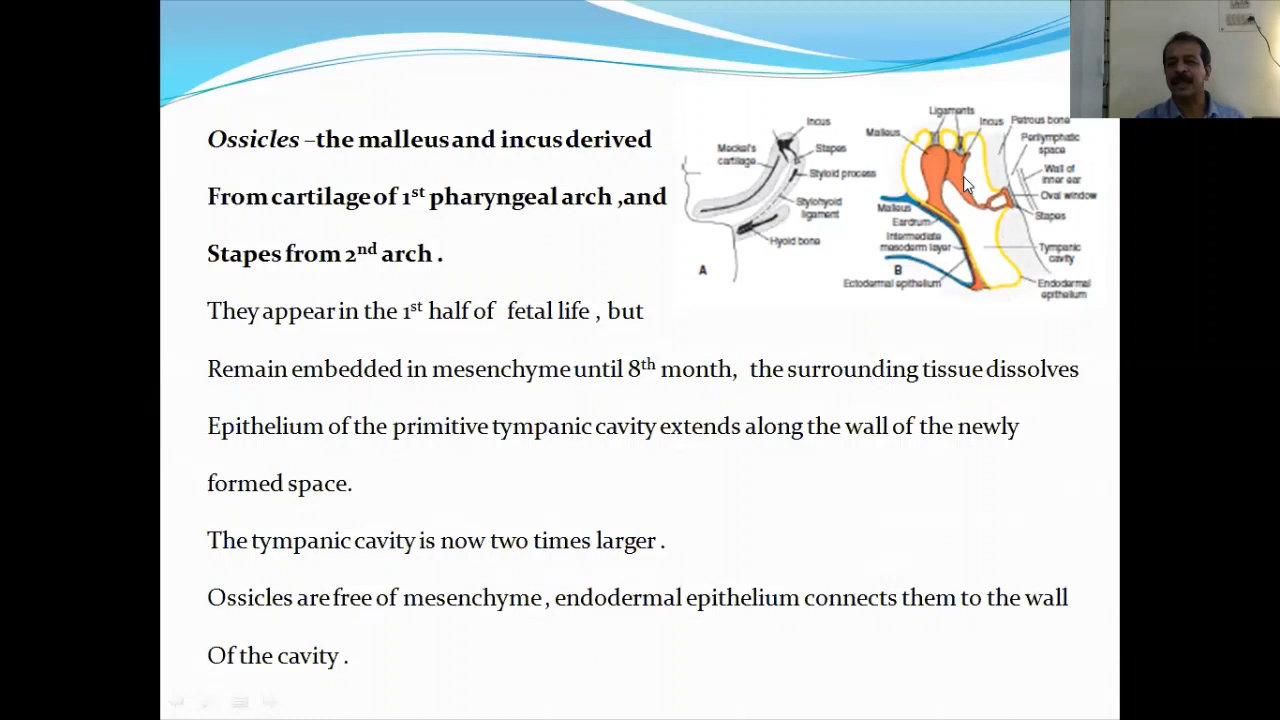 Ossicles –the malleus and incus derived
From cartilage of 1st pharyngeal arch ,and
Stapes from 2nd arch .
They appear in the 1st half of fetal life , but
Remain embedded in mesenchyme until 8th month, the surrounding tissue dissolves
Epithelium of the primitive tympanic cavity extends along the wall of the newly
formed space.
The tympanic cavity is now two times larger .
Ossicles are free of mesenchyme , endodermal epithelium connects them to the wall
Of the cavity .
Incus
Meckel's
cartilage
Stapes
Styloid process
Stylohyoid
ligament
Hyoid bone
A
Ligaments
Malleus
Incus
Petrous bone
Perilymphatic
space
Wall of
inner ear
Oval window
Stapes
Malleus
Eardrum
Intermediate
mesoderm layer
Tympanic
cavity
Ectodermal epithelium
B
Endodermal
epithelium